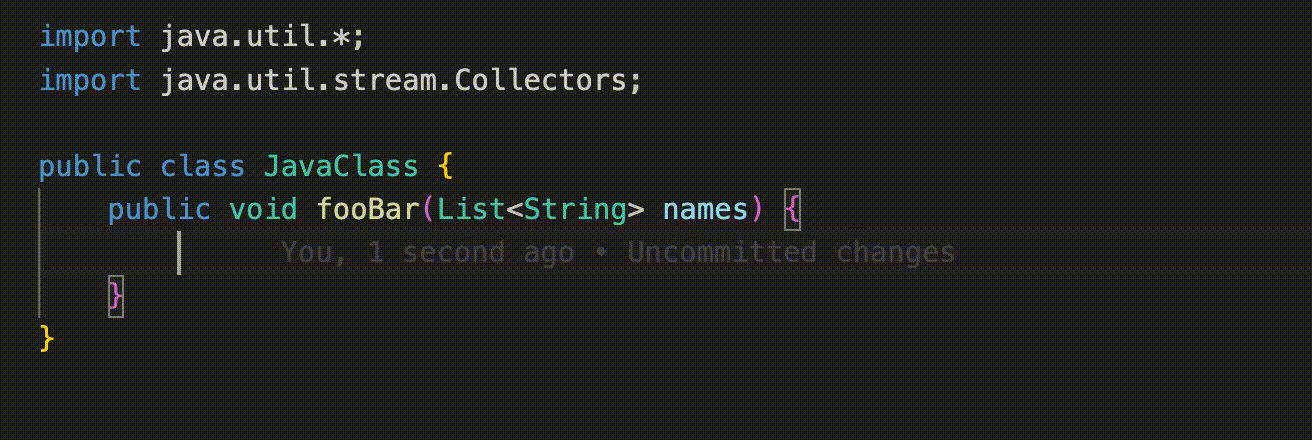 import java.util.*;
import java.util.stream.Collectors;
public class JavaClass {
public void fooBar(List<String> names) {
You, 1 second ago • Uncommitted changes
}
}